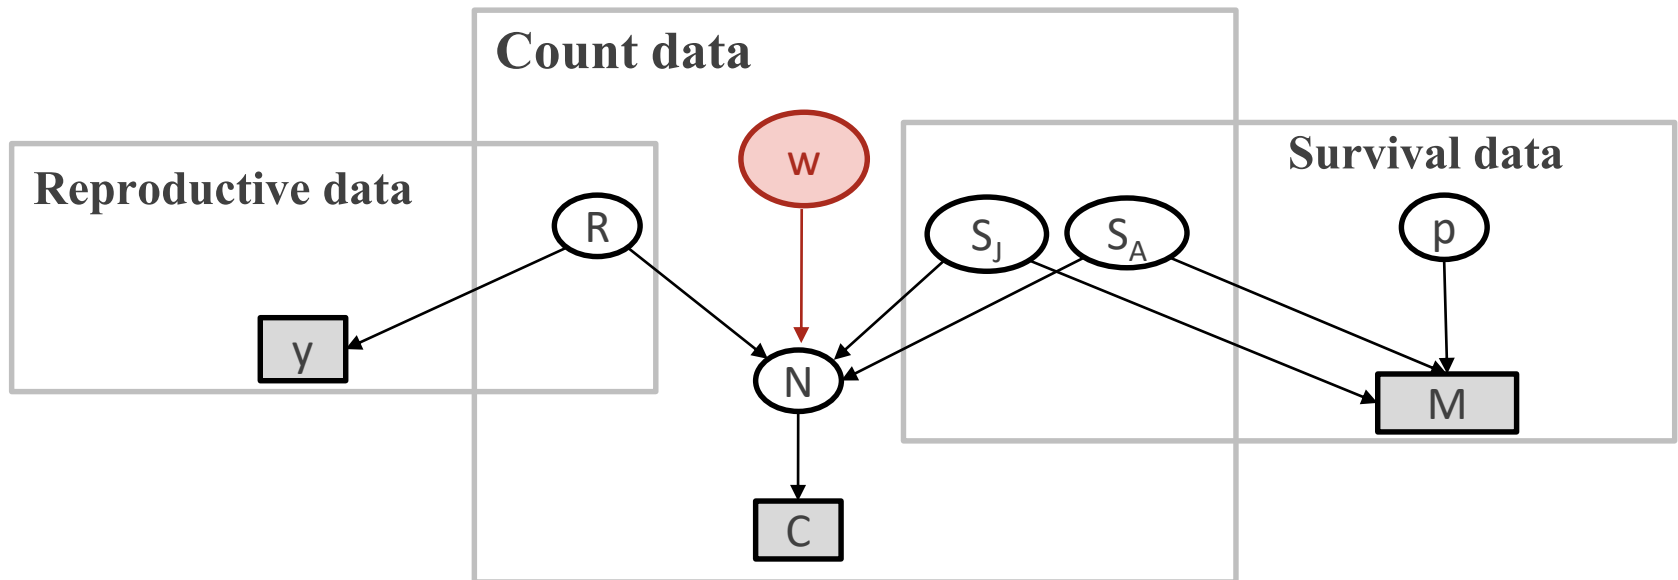 Count data
Reproductive data
Survival data
w
R
S_J
S_A
p
y
N
M
C